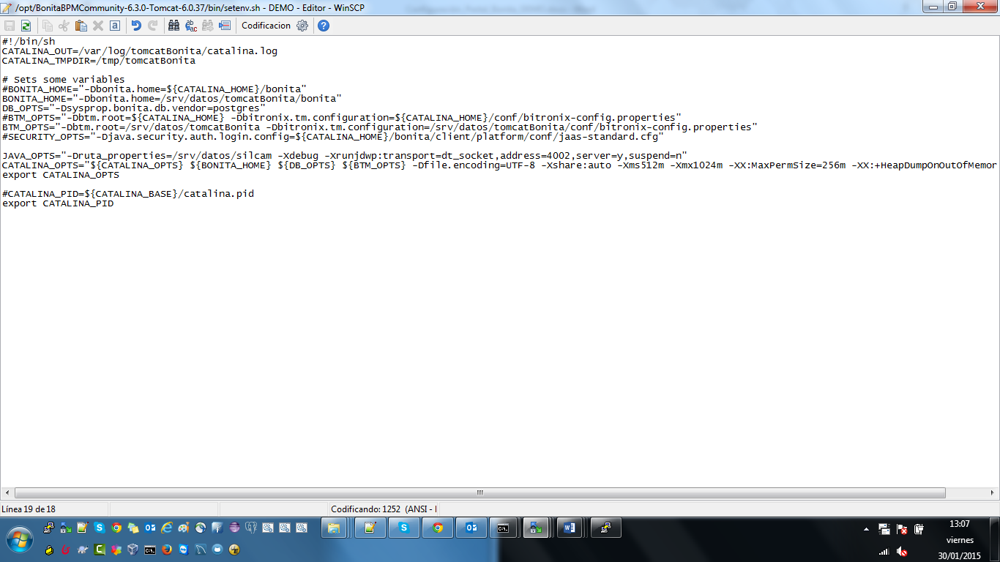 /opt/BonitaBPMCommunity-6.3.0-Tomcat-6.0.37/bin/setenv.sh - DEMO - Editor - WinSCP
Codificacion
#!/bin/sh
CATALINA_OUT=/var/log/tomcatBonita/catalina.log
CATALINA_TMPDIR=/tmp/tomcatBonita
# Sets some variables
#BONITA_HOME="-Dbonita.home=${CATALINA_HOME}/bonita"
BONITA_HOME="-Dbonita.home=/srv/datos/tomcatBonita/bonita"
DB_OPTS="-Dsysprop.bonita.db.vendor=postgres"
#BTM_OPTS="-Dbtm.root=${CATALINA_HOME} -Dbitronix.tm.configuration=${CATALINA_HOME}/conf/bitronix-config.properties"
BTM_OPTS="-Dbtm.root=/srv/datos/tomcatBonita -Dbitronix.tm.configuration=/srv/datos/tomcatBonita/conf/bitronix-config.properties"
#SECURITY_OPTS="-Djava.security.auth.login.config=${CATALINA_HOME}/bonita/client/platform/conf/jaas-standard.cfg"
JAVA_OPTS="-Druta_properties=/srv/datos/silcam -Xdebug -Xrunjdwp:transport=dt_socket,address=4002,server=y,suspend=n"
CATALINA_OPTS="${CATALINA_OPTS} ${BONITA_HOME} ${DB_OPTS} ${BTM_OPTS} -Dfile.encoding=UTF-8 -Xshare:auto -Xms512m -Xmx1024m -XX:MaxPermSize=256m -XX:+HeapDumpOnOutOfMemor
export CATALINA_OPTS
#CATALINA_PID=${CATALINA_BASE}/catalina.pid
export CATALINA_PID
Línea 19 de 18
Codificando: 1252 (ANSI - l
13:07
viernes
30/01/2015